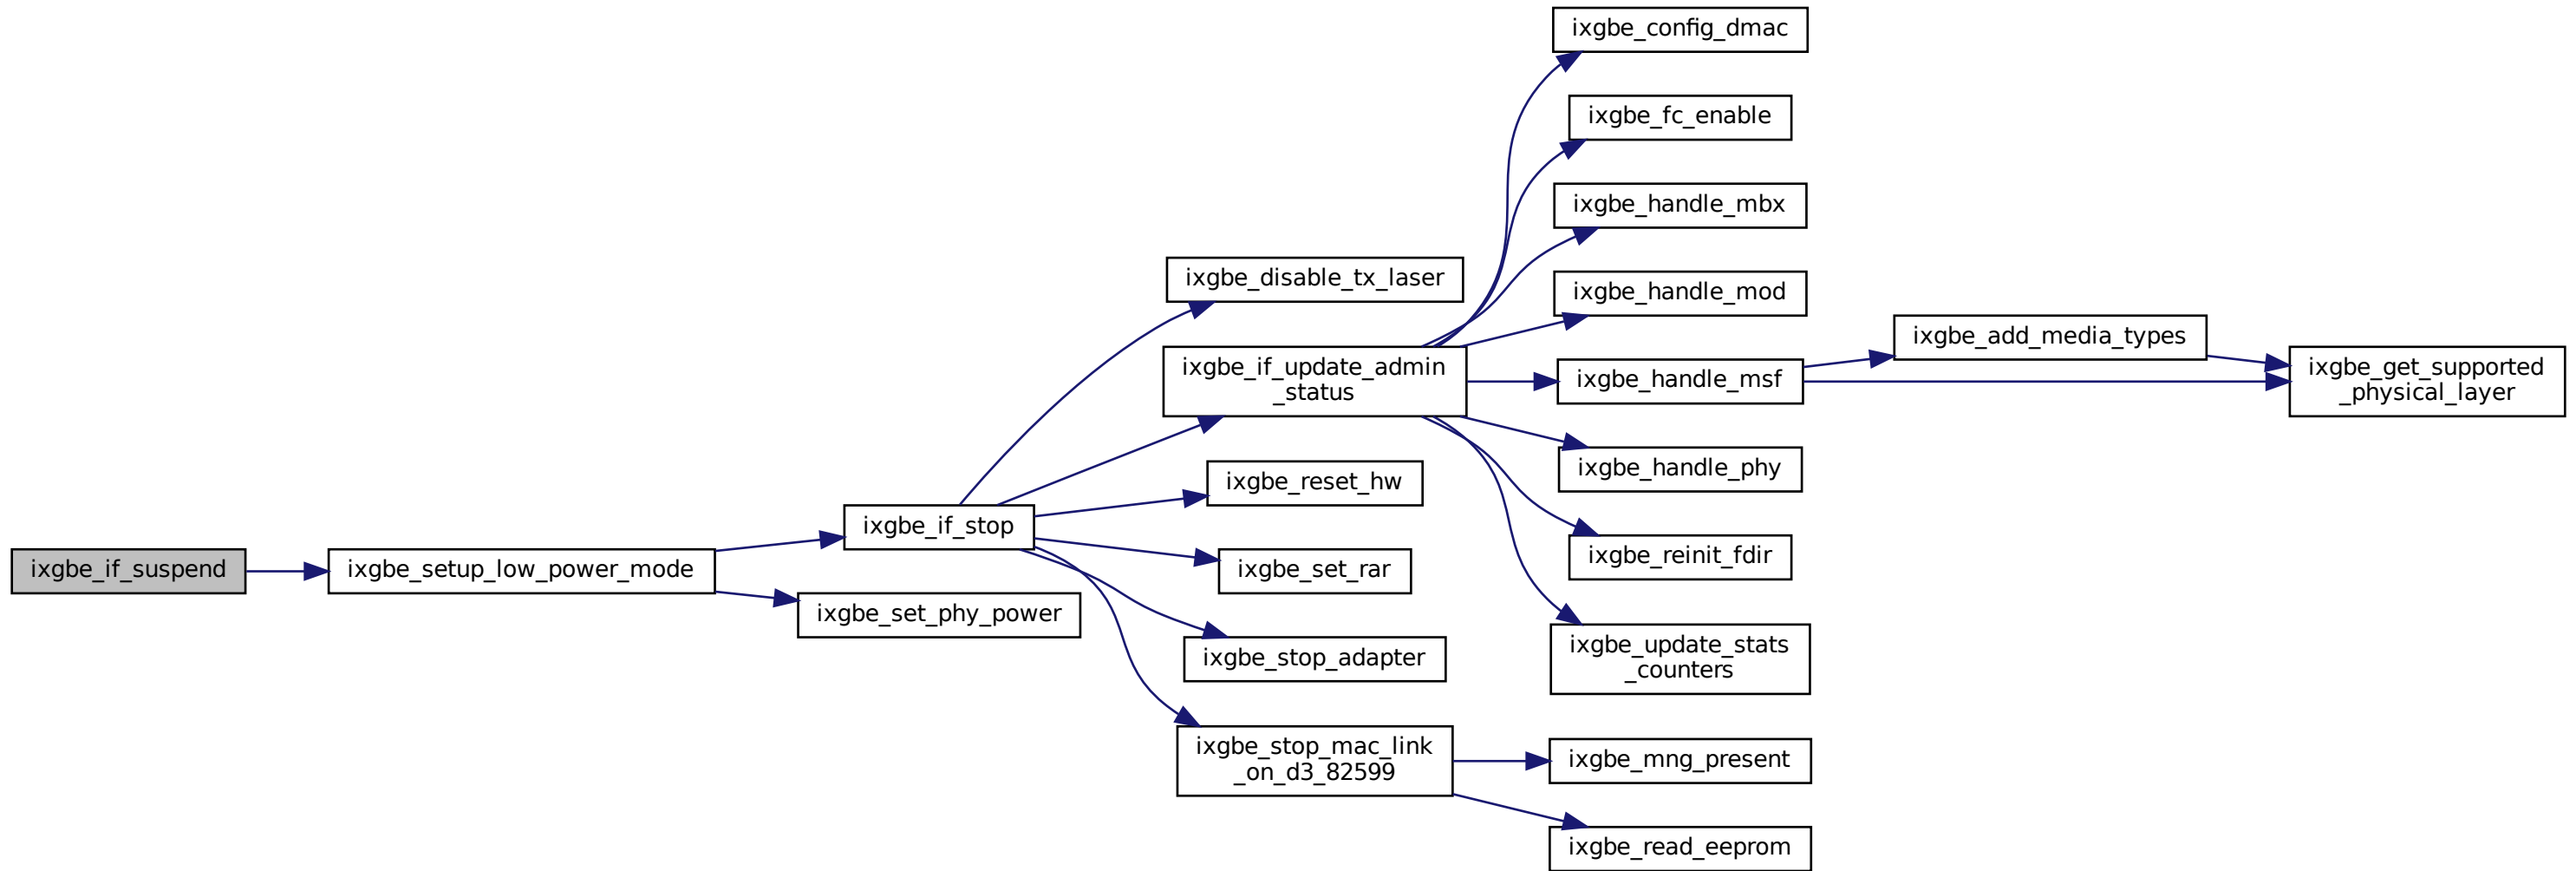 ixgbe_if_suspend
ixgbe_setup_low_power_mode
ixgbe_if_stop
ixgbe_set_phy_power
ixgbe_disable_tx_laser
ixgbe_if_update_admin
_status
ixgbe_reset_hw
ixgbe_set_rar
ixgbe_stop_adapter
ixgbe_stop_mac_link
_on_d3_82599
ixgbe_config_dmac
ixgbe_fc_enable
ixgbe_handle_mbx
ixgbe_handle_mod
ixgbe_handle_msf
ixgbe_handle_phy
ixgbe_reinit_fdir
ixgbe_update_stats
_counters
ixgbe_mng_present
ixgbe_read_eeprom
ixgbe_add_media_types
ixgbe_get_supported
_physical_layer